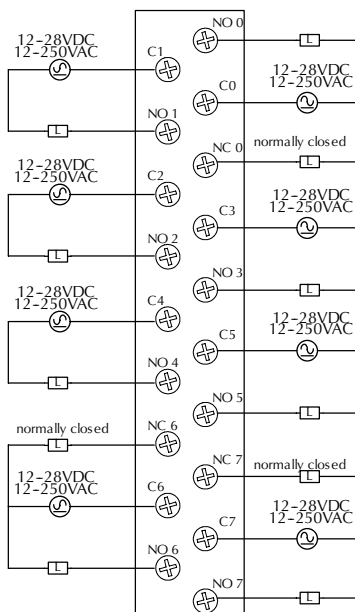 NO 0
12-28VDC
12-250VAC
C1
L
C0
12-28VDC
12-250VAC
NO 1
L
NC 0
normally closed
L
12-28VDC
12-250VAC
C2
C3
12-28VDC
12-250VAC
NO 2
L
NO 3
L
12-28VDC
12-250VAC
C4
C5
12-28VDC
12-250VAC
NO 4
L
NO 5
L
normally closed
L
NC 6
NC 7
normally closed
L
12-28VDC
12-250VAC
C6
C7
12-28VDC
12-250VAC
NO 6
L
NO 7
L